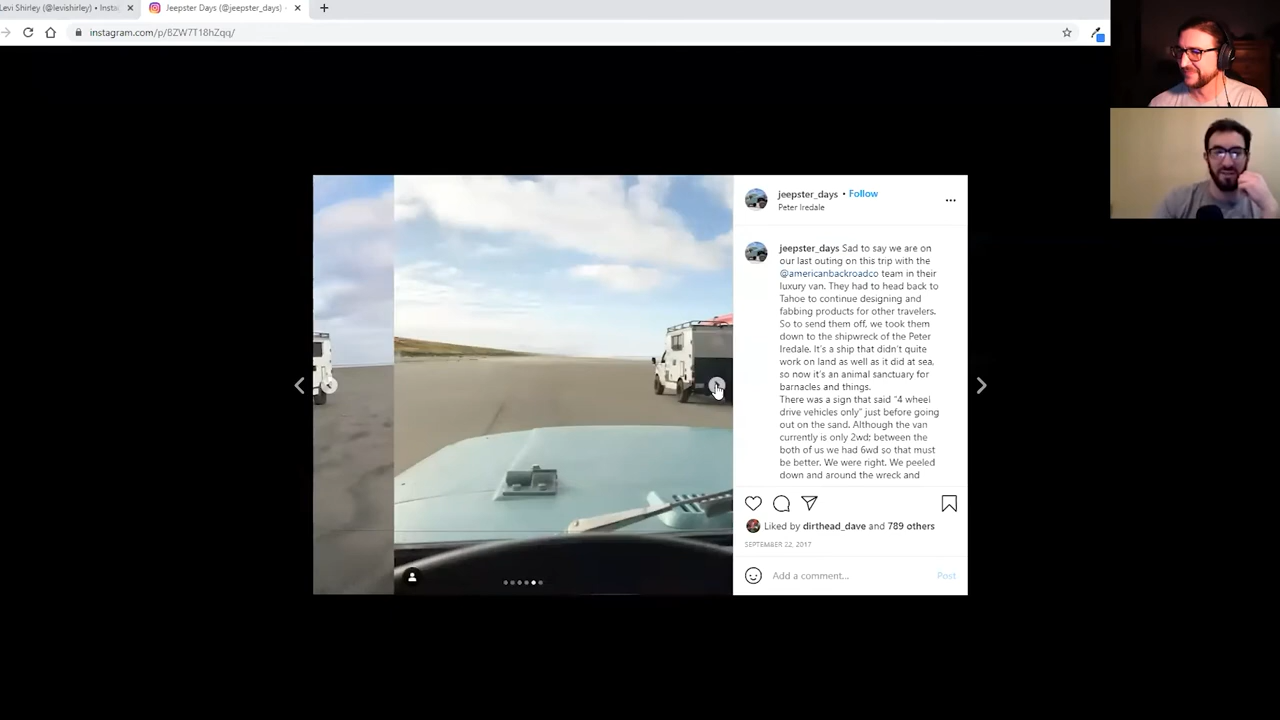 Levi Shirley (@levishirley) • Insta
Jeepster Days (@jeepster_days) ·
instagram.com/p/BZW7T18hZqq/
jeepster_days • Follow
Peter Iredale
jeepster_days Sad to say we are on
our last outing on this trip with the
@americanbackroadco team in their
luxury van. They had to head back to
Tahoe to continue designing and
fabbing products for other travelers.
So to send them off, we took them
down to the shipwreck of the Peter
Iredale. It's a ship that didn't quite
work on land as well as it did at sea,
so now it's an animal sanctuary for
barnacles and things.
There was a sign that said "4 wheel
drive vehicles only" just before going
out on the sand. Although the van
currently is only 2wd; between the
both of us we had 6wd so that must
be better. We were right. We peeled
down and around the wreck and
Liked by dirthead_dave and 789 others
SEPTEMBER 22, 2017
Add a comment...
Post